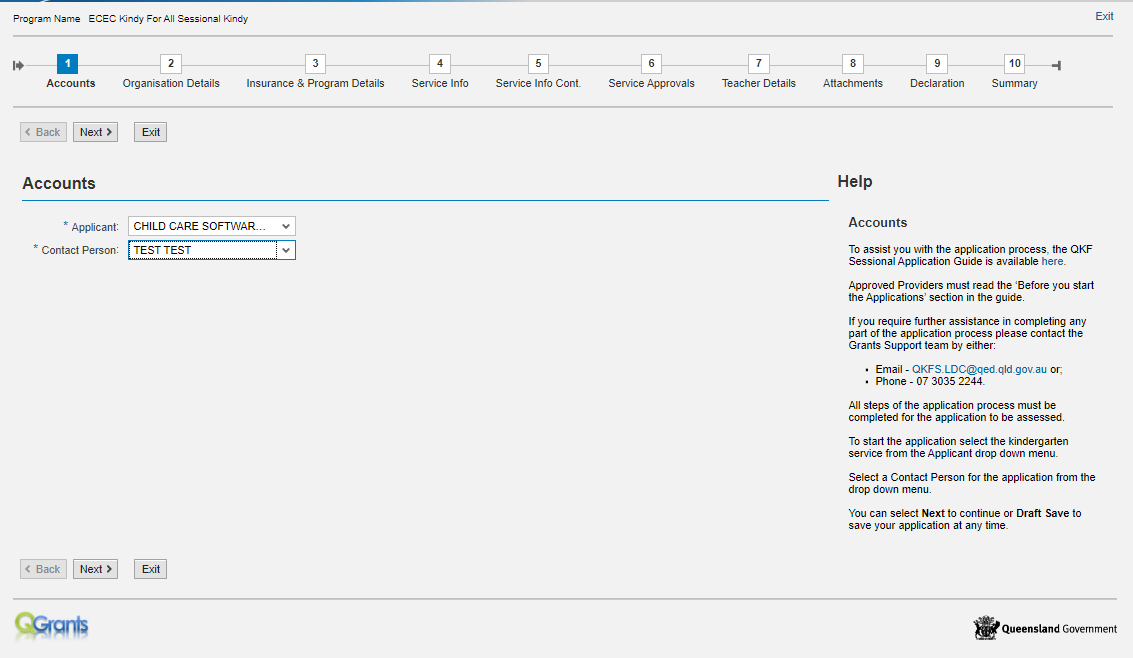 Program Name ECEC Kindy For All Sessional Kindy
Exit
1 2 3 4 5 6 7 8 9 10
Accounts Organisation Details Insurance & Program Details Service Info Service Info Cont. Service Approvals Teacher Details Attachments Declaration Summary
Back Next Exit
Accounts
* Applicant: CHILD CARE SOFTWAR...
* Contact Person: TEST TEST
Help
Accounts
To assist you with the application process, the QKF
Sessional Application Guide is available here.
Approved Providers must read the 'Before you start
the Applications' section in the guide.
If you require further assistance in completing any
part of the application process please contact the
Grants Support team by either:
• Email - QKFS.LDC@qed.qld.gov.au or;
• Phone - 07 3035 2244.
All steps of the application process must be
completed for the application to be assessed.
To start the application select the kindergarten
service from the Applicant drop down menu.
Select a Contact Person for the application from the
drop down menu.
You can select Next to continue or Draft Save to
save your application at any time.
Back Next Exit
QGrants
Queensland Government